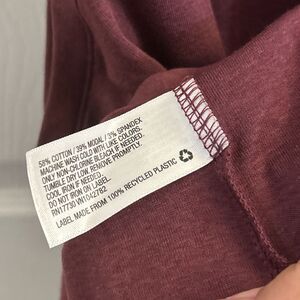 58% COTTON / 39% MODAL / 3% SPANDEX
MACHINE WASH COLD WITH LIKE COLORS.
ONLY NON-CHLORINE BLEACH IF NEEDED.
TUMBLE DRY LOW REMOVE PROMPTLY.
COOL IRON IF NEEDED.
DO NOT IRON ON LABEL.
RN17730 VN1042782
LABEL MADE FROM 100% RECYCLED PLASTIC